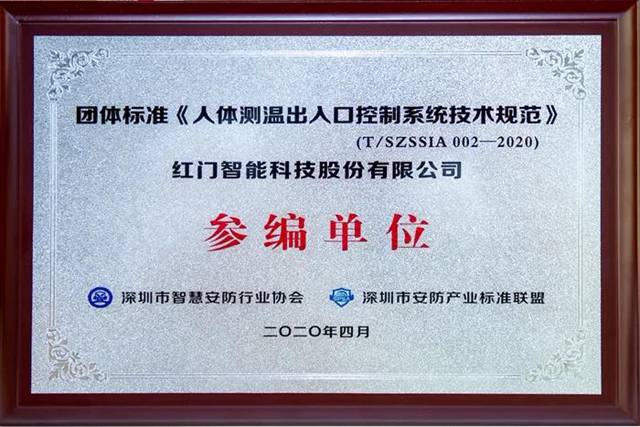 团体标准《人体测温出入口控制系统技术规范》
(T/SZSSIA 002—2020)
红门智能科技股份有限公司
参编单位
深圳市智慧安防行业协会 深圳市安防产业标准联盟
二〇二〇年四月